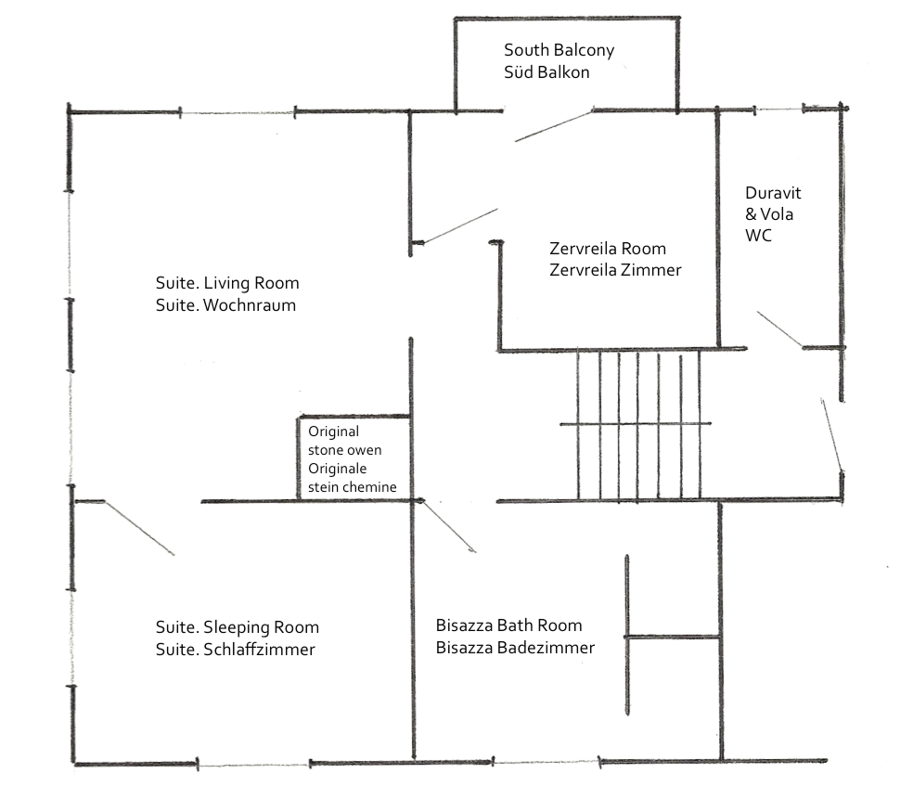 South Balcony
Süd Balkon
Duravit
& Vola
WC
Zervreila Room
Zervreila Zimmer
Suite. Living Room
Suite. Wochnraum
Original
stone owen
Originale
stein chemine
Suite. Sleeping Room
Suite. Schlaffzimmer
Bisazza Bath Room
Bisazza Badezimmer